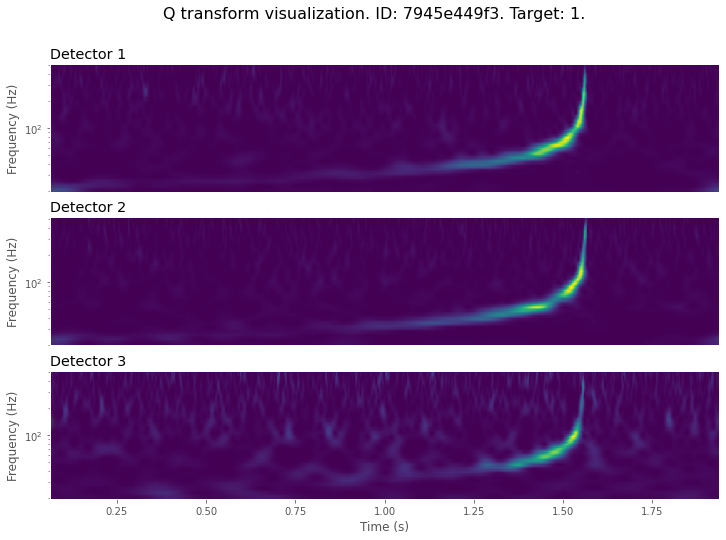 Q transform visualization. ID: 7945e449f3. Target: 1.
Detector 1
Frequency (Hz)
10²
Detector 2
Frequency (Hz)
10²
Detector 3
Frequency (Hz)
10²
0.25 0.50 0.75 1.00 1.25 1.50 1.75
Time (s)